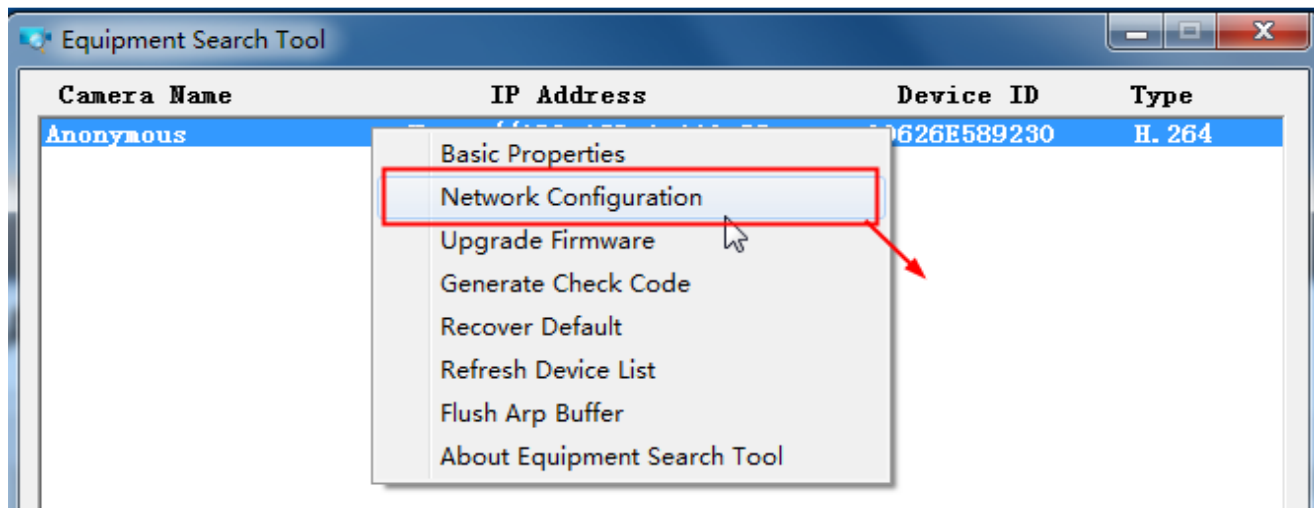 Equipment Search Tool
Camera Name IP Address Device ID Type
Anonymous 0626E589230 H.264
Basic Properties
Network Configuration
Upgrade Firmware
Generate Check Code
Recover Default
Refresh Device List
Flush Arp Buffer
About Equipment Search Tool